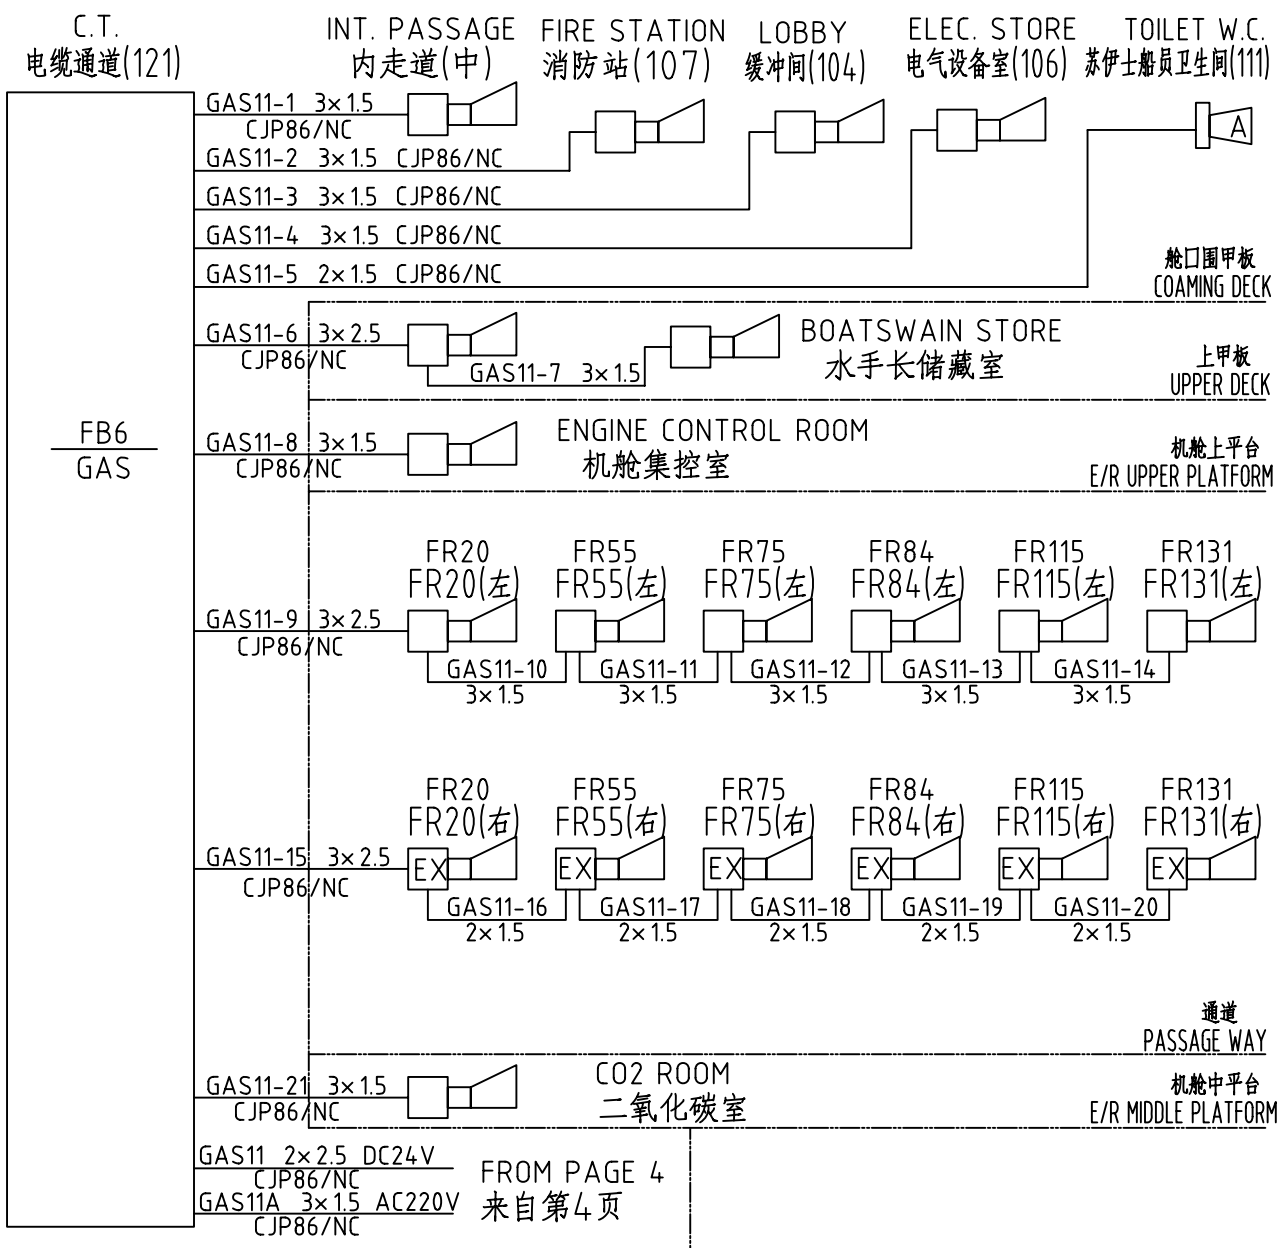 C.T.
电缆通道(121)
INT. PASSAGE
内走道(中)
FIRE STATION
消防站(107)
LOBBY
缓冲间(104)
ELEC. STORE
电气设备室(106)
TOILET W.C.
苏伊士船员卫生间(111)
GAS11-1 3×1.5
CJP86/NC
GAS11-2 3×1.5 CJP86/NC
GAS11-3 3×1.5 CJP86/NC
GAS11-4 3×1.5 CJP86/NC
GAS11-5 2×1.5 CJP86/NC
A
舱口围甲板
COAMING DECK
GAS11-6 3×2.5
CJP86/NC
GAS11-7 3×1.5
BOATSWAIN STORE
水手长储藏室
上甲板
UPPER DECK
FB6
GAS
GAS11-8 3×1.5
CJP86/NC
ENGINE CONTROL ROOM
机舱集控室
机舱上平台
E/R UPPER PLATFORM
FR20 FR55 FR75 FR84 FR115 FR131
FR20(左) FR55(左) FR75(左) FR84(左) FR115(左) FR131(左)
GAS11-9 3×2.5
CJP86/NC
GAS11-10 GAS11-11 GAS11-12 GAS11-13 GAS11-14
3×1.5 3×1.5 3×1.5 3×1.5 3×1.5
FR20 FR55 FR75 FR84 FR115 FR131
FR20(右) FR55(右) FR75(右) FR84(右) FR115(右) FR131(右)
GAS11-15 3×2.5
CJP86/NC
EX EX EX EX EX EX
GAS11-16 GAS11-17 GAS11-18 GAS11-19 GAS11-20
2×1.5 2×1.5 2×1.5 2×1.5 2×1.5
通道
PASSAGE WAY
GAS11-21 3×1.5
CJP86/NC
CO2 ROOM
二氧化碳室
机舱中平台
E/R MIDDLE PLATFORM
GAS11 2×2.5 DC24V
CJP86/NC
GAS11A 3×1.5 AC220V
CJP86/NC
FROM PAGE 4
来自第4页